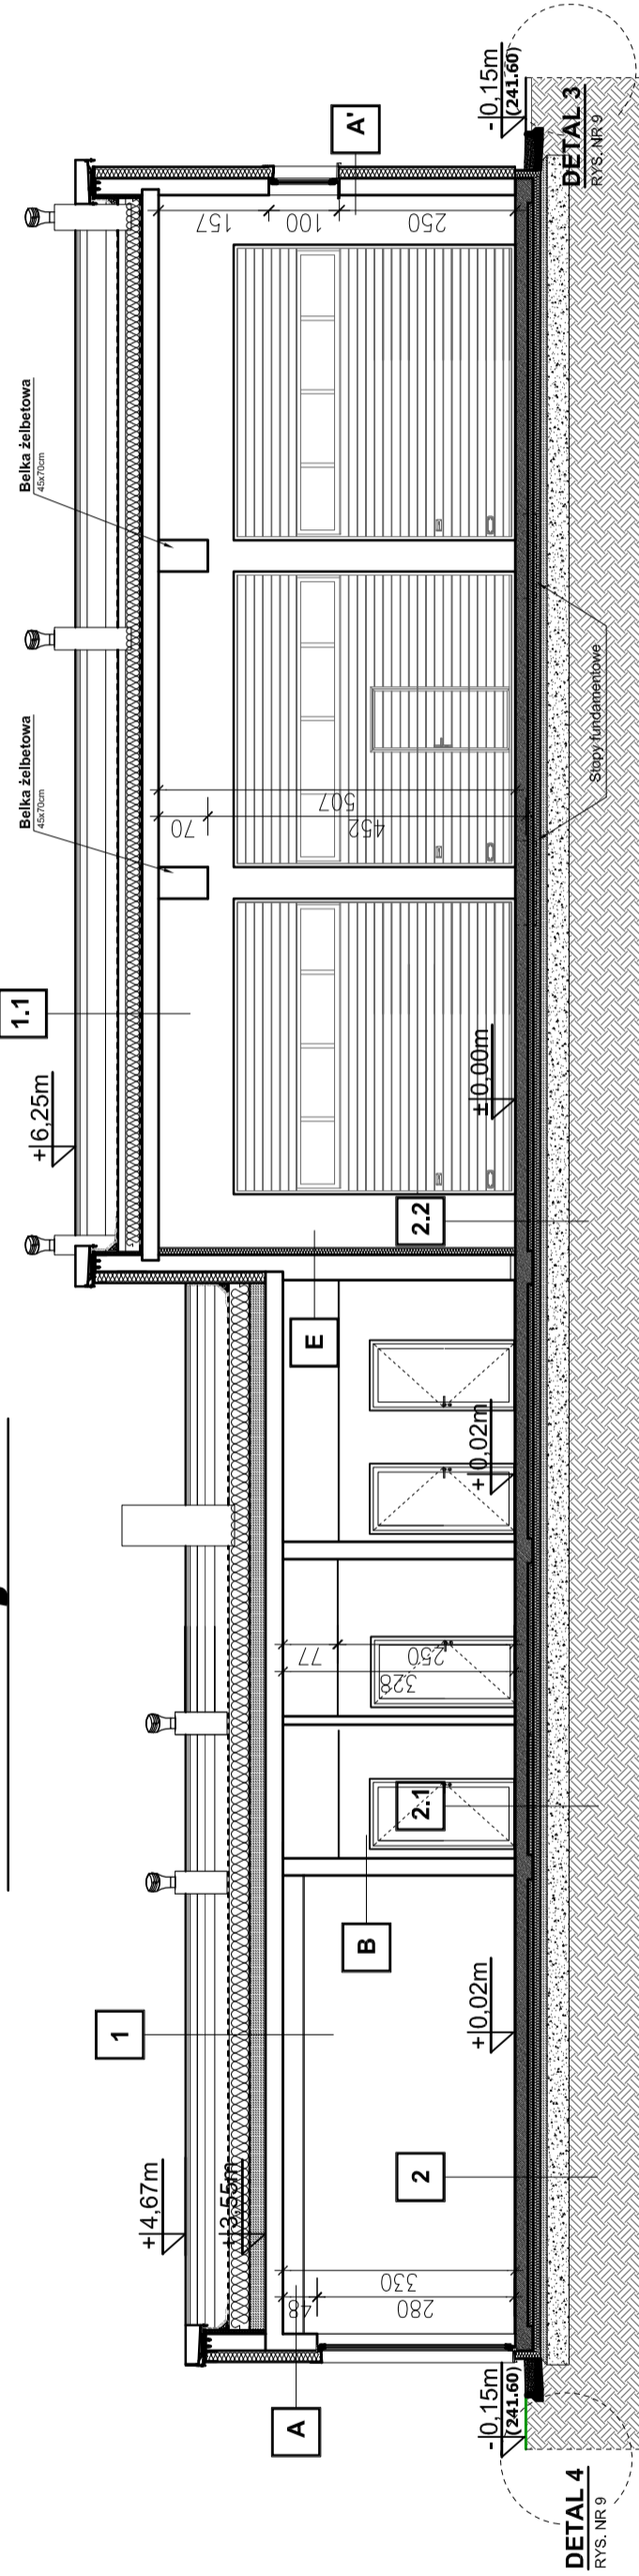 DETAL 4
RYS. NR 9
-0,15m
(241.60)
A
48
280
330
+4,67m
+3,55m
1
2
+0,02m
B
2.1
77
250
328
+0,02m
E
2.2
+6,25m
1.1
±0,00m
Belka żelbetowa
45x70cm
70
452
507
Belka żelbetowa
45x70cm
Stopy fundamentowe
157
100
250
A'
-0,15m
(241.60)
DETAL 3
RYS. NR 9